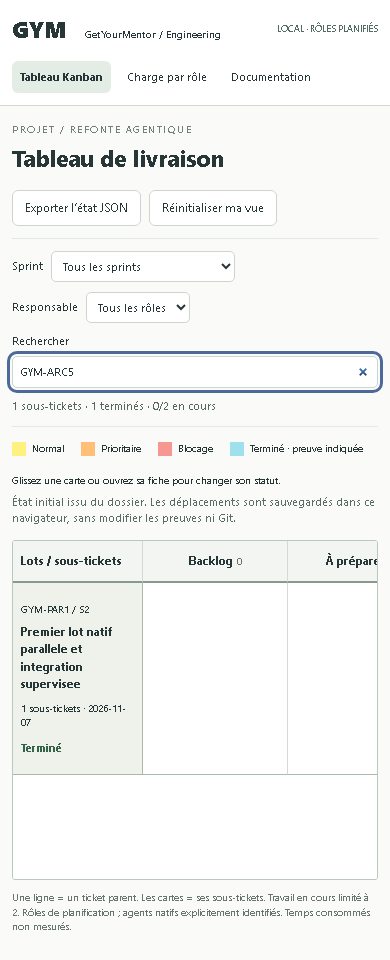 GYM GetYourMentor / Engineering LOCAL · RÔLES PLANIFIÉS
Tableau Kanban Charge par rôle Documentation
PROJET / REFONTE AGENTIQUE
Tableau de livraison
Exporter l'état JSON Réinitialiser ma vue
Sprint Tous les sprints
Responsable Tous les rôles
Rechercher
GYM-ARC5 ×
1 sous-tickets · 1 terminés · 0/2 en cours
Normal Prioritaire Blocage Terminé · preuve indiquée
Glissez une carte ou ouvrez sa fiche pour changer son statut.
État initial issu du dossier. Les déplacements sont sauvegardés dans ce
navigateur, sans modifier les preuves ni Git.
Lots / sous-tickets Backlog 0 À prépare
GYM-PAR1 / S2
Premier lot natif
parallele et
integration
supervisee
1 sous-tickets · 2026-11-
07
Terminé
Une ligne = un ticket parent. Les cartes = ses sous-tickets. Travail en cours limité à
2. Rôles de planification ; agents natifs explicitement identifiés. Temps consommés
non mesurés.